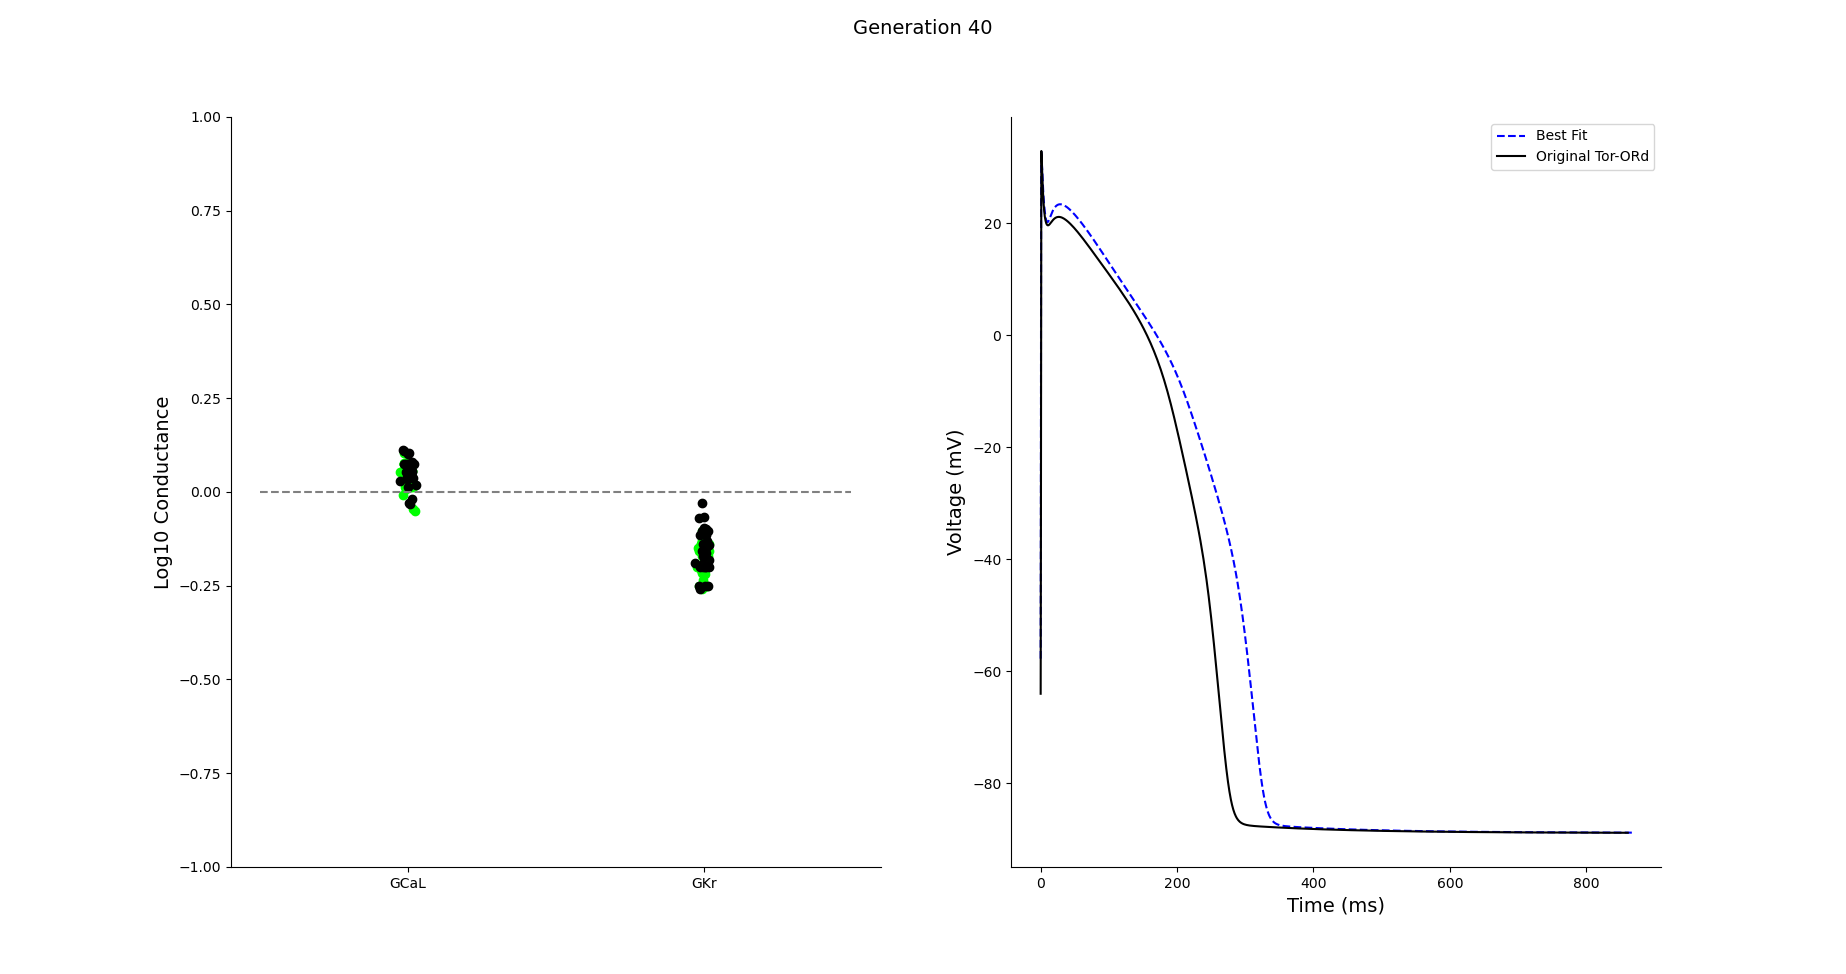 Generation 40
1.00
0.75
0.50
0.25
0.00
−0.25
−0.50
−0.75
−1.00
Log10 Conductance
GCaL
GKr
Best Fit
Original Tor-ORd
20
0
−20
−40
−60
−80
Voltage (mV)
0
200
400
600
800
Time (ms)